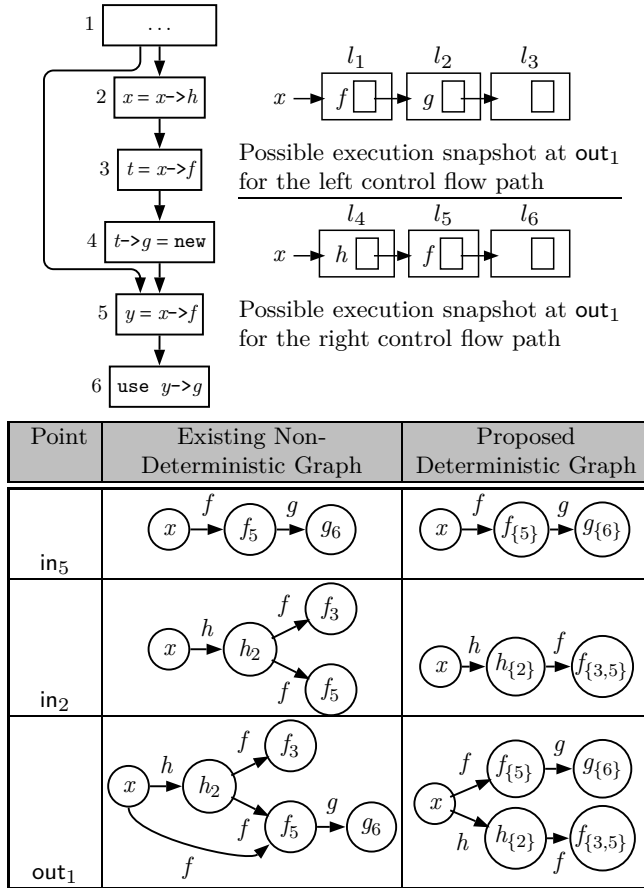 1 ...
2 x = x->h
3 t = x->f
4 t->g = new
5 y = x->f
6 use y->g
l1 l2 l3
x f g
Possible execution snapshot at out1
for the left control flow path
l4 l5 l6
x h f
Possible execution snapshot at out1
for the right control flow path
Point Existing Non-Deterministic Graph Proposed Deterministic Graph
in5
x f f5 g g6
x f f{5} g g{6}
in2
x h h2 f f3 f f5
x h h{2} f f{3,5}
out1
x h h2 f f3 f f5 g g6 f
x f f{5} g g{6} h h{2} f f{3,5}